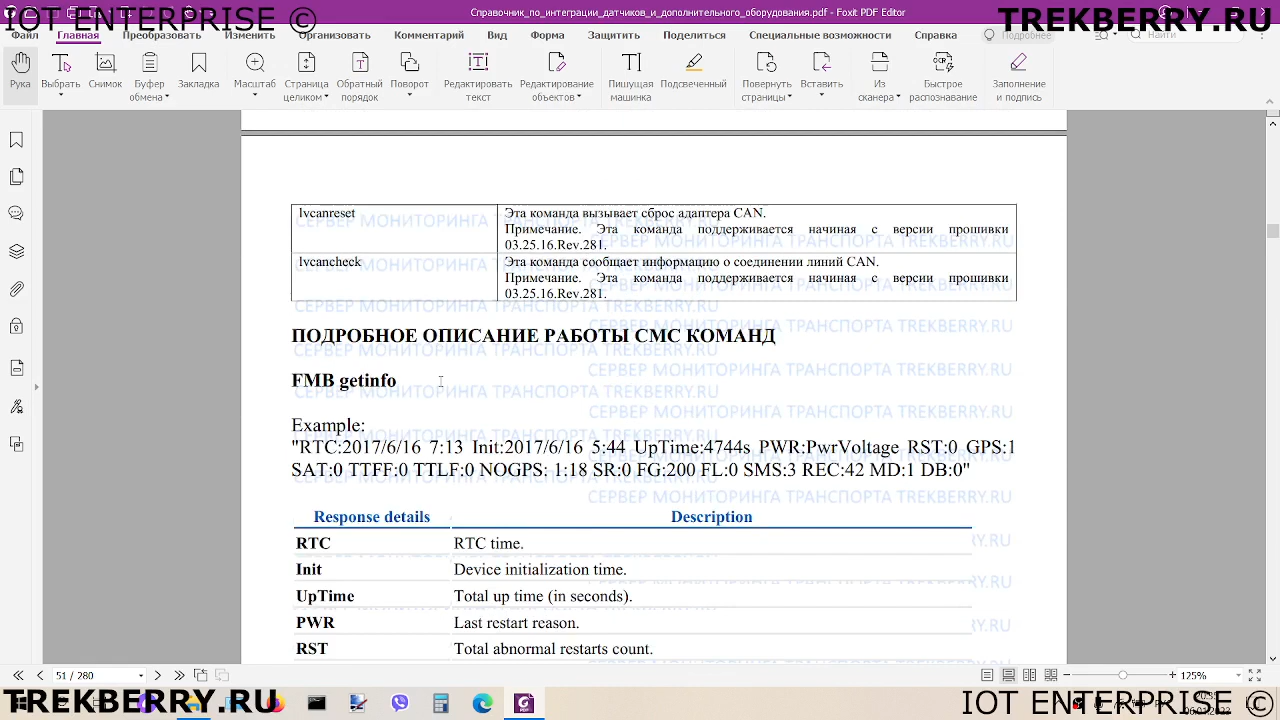 IOT ENTERPRISE ©
Справочник_по_интеграции_датчиков_и_дополнительного_оборудования.pdf - Foxit PDF Editor
TREKBERRY.RU
Файл Главная Преобразовать Изменить Организовать Комментарий Вид Форма Защитить Поделиться Специальные возможности Справка Подробнее Найти
Рука
Выбрать
Снимок
Буфер обмена
Закладка
Масштаб
Страница целиком
Обратный порядок
Поворот
Редактировать текст
Редактирование объектов
Пишущая машинка
Подсвеченный
Повернуть страницы
Вставить
Из сканера
Быстрое распознавание
Заполнение и подпись
lvcanreset
Эта команда вызывает сброс адаптера CAN.
Примечание. Эта команда поддерживается начиная с версии прошивки
03.25.16.Rev.281.
lvcancheck
Эта команда сообщает информацию о соединении линий CAN.
Примечание. Эта команда поддерживается начиная с версии прошивки
03.25.16.Rev.281.
СЕРВЕР МОНИТОРИНГА ТРАНСПОРТА TREKBERRY.RU
ПОДРОБНОЕ ОПИСАНИЕ РАБОТЫ СМС КОМАНД
FMB getinfo
Example:
"RTC:2017/6/16 7:13 Init:2017/6/16 5:44 UpTime:4744s PWR:PwrVoltage RST:0 GPS:1
SAT:0 TTFF:0 TTLF:0 NOGPS: 1:18 SR:0 FG:200 FL:0 SMS:3 REC:42 MD:1 DB:0"
Response details Description
RTC RTC time.
Init Device initialization time.
UpTime Total up time (in seconds).
PWR Last restart reason.
RST Total abnormal restarts count.
51 / 280
125%
TREKBERRY.RU
IOT ENTERPRISE ©